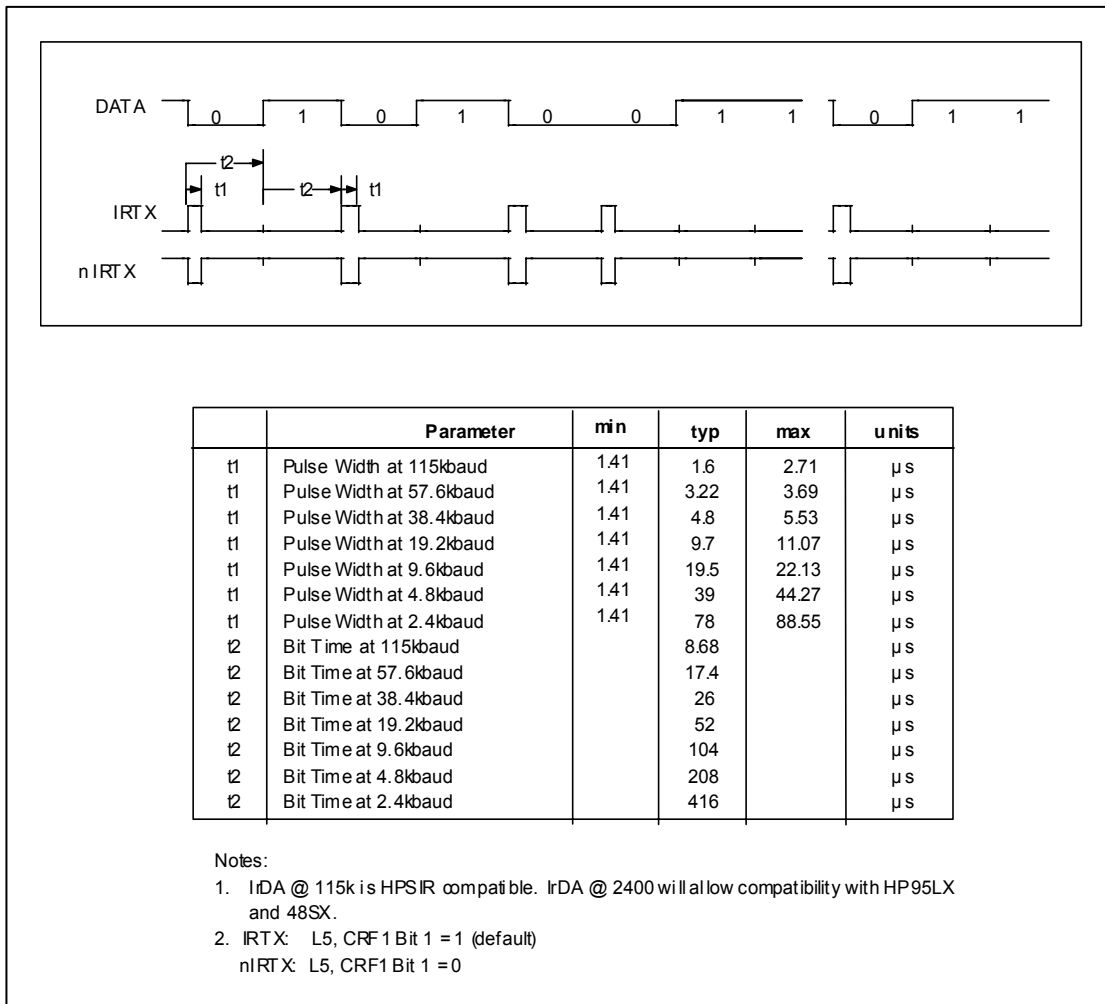 DATA 0 1 0 1 0 0 1 1 0 1 1
t2
t1 t2 t1
IRTX
nIRTX
Parameter min typ max units
t1 Pulse Width at 115kbaud 1.41 1.6 2.71 µs
t1 Pulse Width at 57.6kbaud 1.41 3.22 3.69 µs
t1 Pulse Width at 38.4kbaud 1.41 4.8 5.53 µs
t1 Pulse Width at 19.2kbaud 1.41 9.7 11.07 µs
t1 Pulse Width at 9.6kbaud 1.41 19.5 22.13 µs
t1 Pulse Width at 4.8kbaud 1.41 39 44.27 µs
t1 Pulse Width at 2.4kbaud 1.41 78 88.55 µs
t2 Bit Time at 115kbaud 8.68 µs
t2 Bit Time at 57.6kbaud 17.4 µs
t2 Bit Time at 38.4kbaud 26 µs
t2 Bit Time at 19.2kbaud 52 µs
t2 Bit Time at 9.6kbaud 104 µs
t2 Bit Time at 4.8kbaud 208 µs
t2 Bit Time at 2.4kbaud 416 µs
Notes:
1. IrDA @ 115k is HPSIR compatible. IrDA @ 2400 will allow compatibility with HP95LX
and 48SX.
2. IRTX: L5, CRF1 Bit 1 = 1 (default)
nIRTX: L5, CRF1 Bit 1 = 0